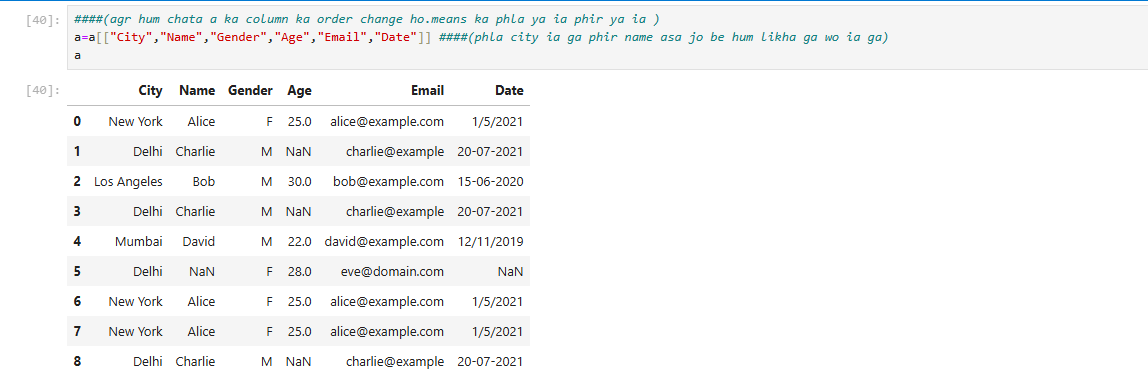 [40]: ####(agr hum chata a ka column ka order change ho.means ka phla ya ia phir ya ia )
a=a[["City","Name","Gender","Age","Email","Date"]] ####(phla city ia ga phir name asa jo be hum likha ga wo ia ga)
a
[40]: City Name Gender Age Email Date
0 New York Alice F 25.0 alice@example.com 1/5/2021
1 Delhi Charlie M NaN charlie@example 20-07-2021
2 Los Angeles Bob M 30.0 bob@example.com 15-06-2020
3 Delhi Charlie M NaN charlie@example 20-07-2021
4 Mumbai David M 22.0 david@example.com 12/11/2019
5 Delhi NaN F 28.0 eve@domain.com NaN
6 New York Alice F 25.0 alice@example.com 1/5/2021
7 New York Alice F 25.0 alice@example.com 1/5/2021
8 Delhi Charlie M NaN charlie@example 20-07-2021